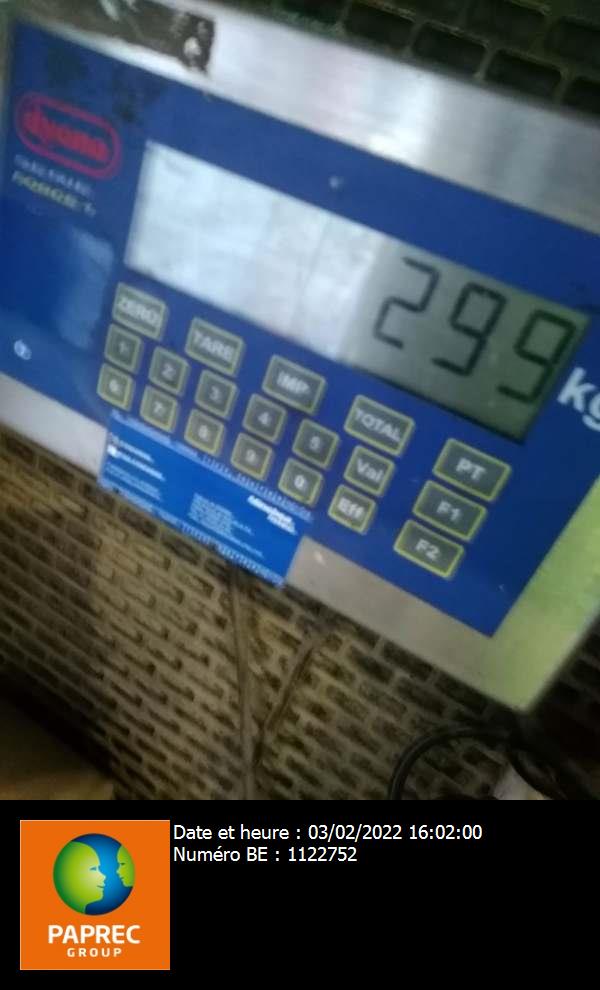 dyona
299
kg
ZERO
TARE
IMP
TOTAL
PT
1
2
3
4
5
Val
F1
6
7
8
9
0
Eff
F2
Date et heure : 03/02/2022 16:02:00
Numéro BE : 1122752
PAPREC
GROUP